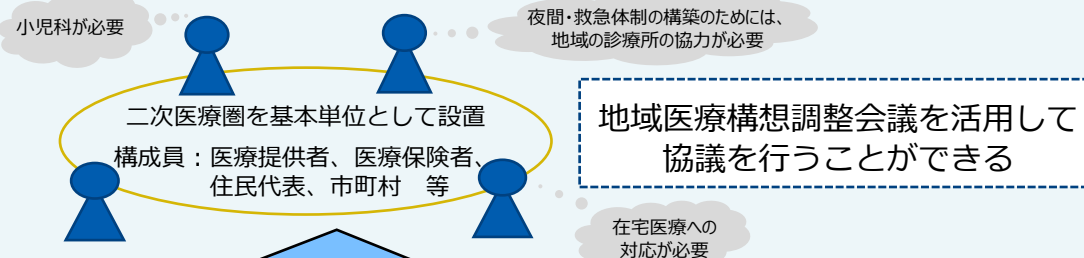 小児科が必要
夜間・救急体制の構築のためには、
地域の診療所の協力が必要
二次医療圏を基本単位として設置
構成員：医療提供者、医療保険者、
住民代表、市町村　等
地域医療構想調整会議を活用して
協議を行うことができる
在宅医療への
対応が必要